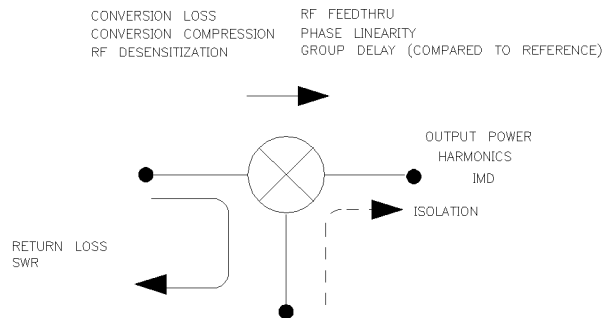 CONVERSION LOSS
CONVERSION COMPRESSION
RF DESENSITIZATION
RF FEEDTHRU
PHASE LINEARITY
GROUP DELAY (COMPARED TO REFERENCE)
OUTPUT POWER
HARMONICS
IMD
ISOLATION
RETURN LOSS
SWR